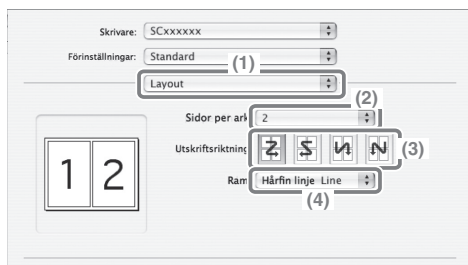 Skrivare: SCxxxxxx
Förinställningar: Standard
(1)
Layout
(2)
Sidor per ark 2
Utskriftsriktning (3)
1 2
Ram Hårfin linje Line
(4)